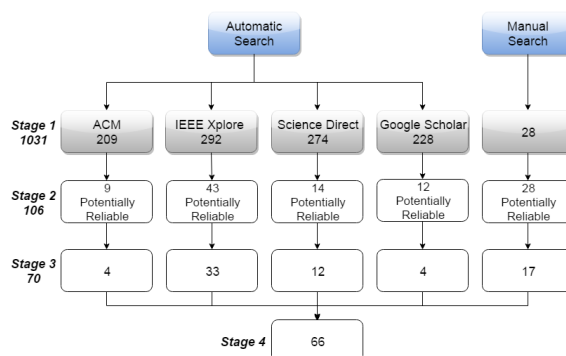 Automatic
Search
Manual
Search
Stage 1
1031
ACM
209
IEEE Xplore
292
Science Direct
274
Google Scholar
228
28
Stage 2
106
9
Potentially
Reliable
43
Potentially
Reliable
14
Potentially
Reliable
12
Potentially
Reliable
28
Potentially
Reliable
Stage 3
70
4
33
12
4
17
Stage 4
66